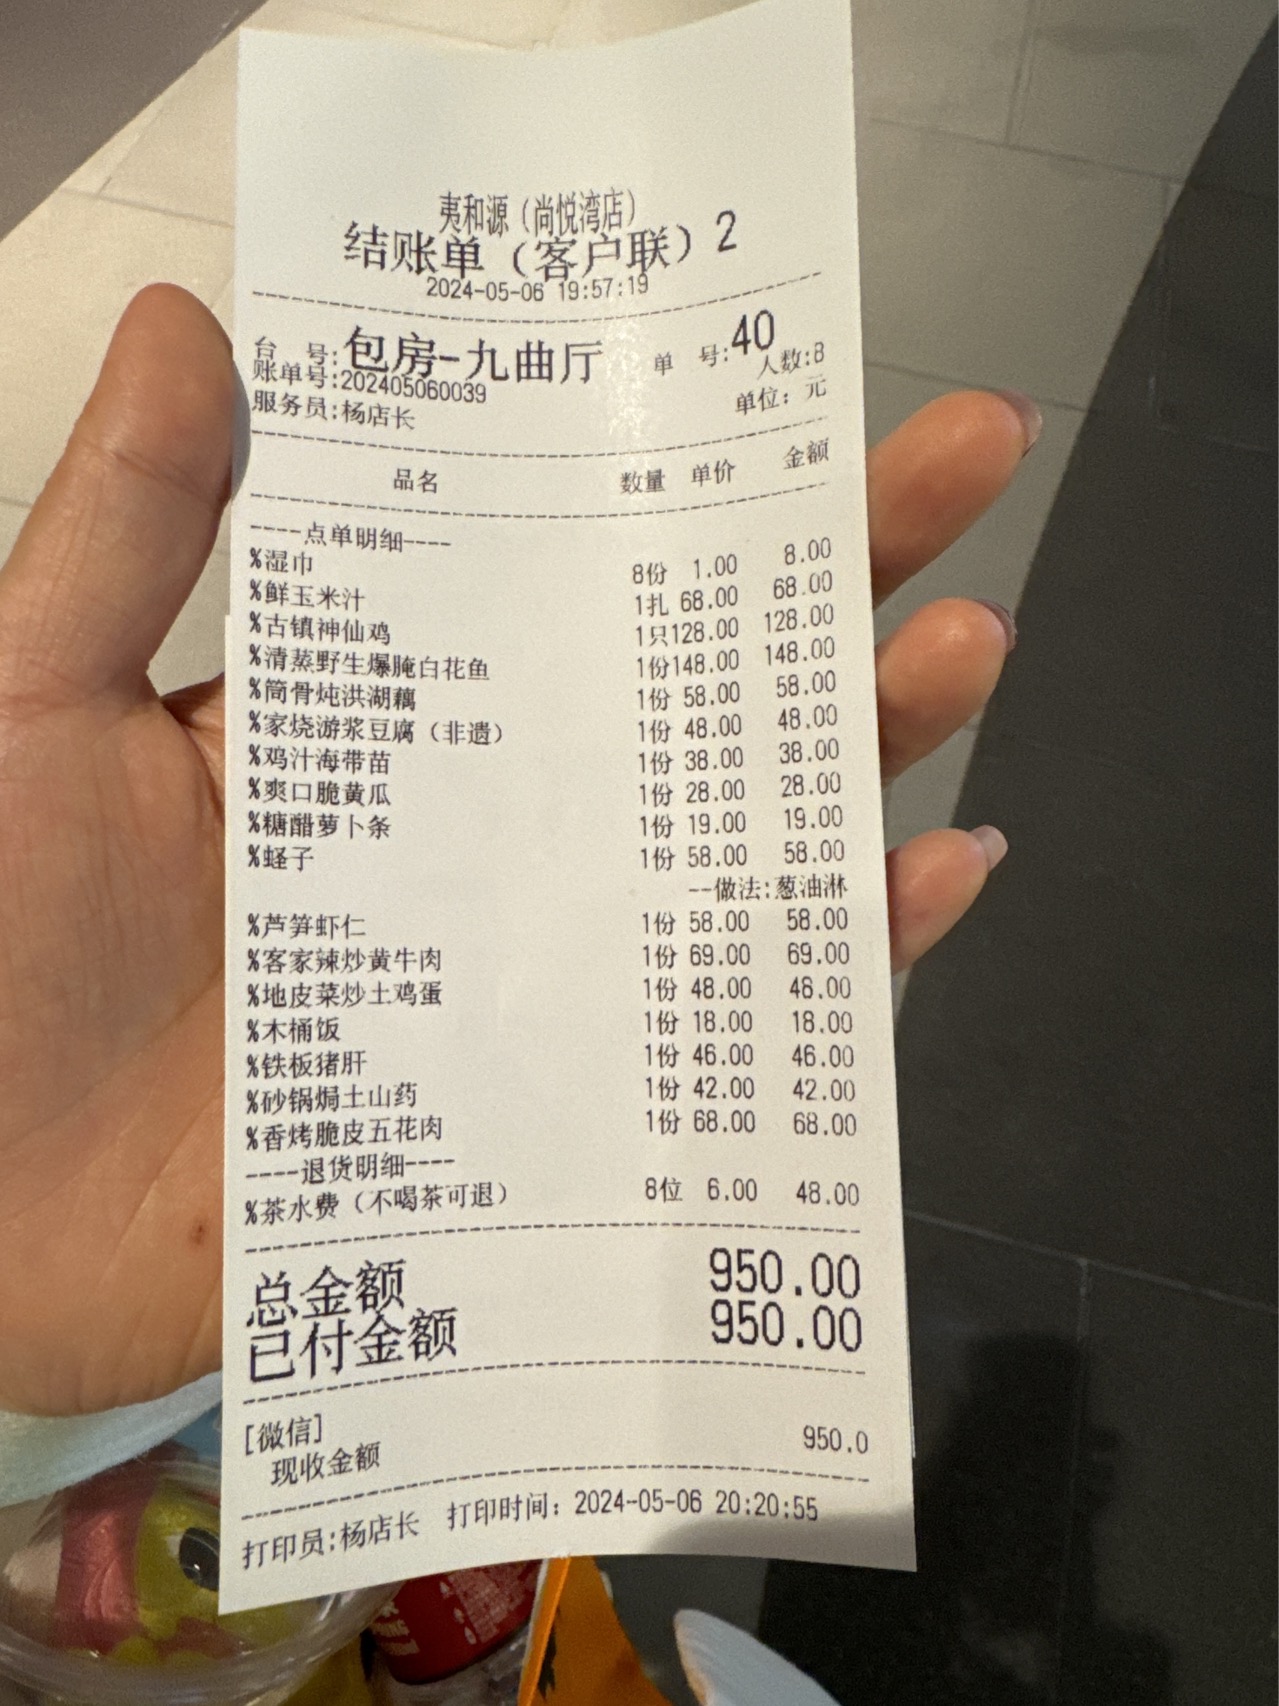 夷和源（尚悦湾店）
结账单（客户联）2
2024-05-06 19:57:19
台 号:包房-九曲厅 单 号:40
账单号:202405060039 人数:8
服务员:杨店长 单位: 元
品名 数量 单价 金额
----点单明细----
%湿巾 8份 1.00 8.00
%鲜玉米汁 1扎 68.00 68.00
%古镇神仙鸡 1只128.00 128.00
%清蒸野生爆腌白花鱼 1份148.00 148.00
%筒骨炖洪湖藕 1份 58.00 58.00
%家烧游浆豆腐（非遗） 1份 48.00 48.00
%鸡汁海带苗 1份 38.00 38.00
%爽口脆黄瓜 1份 28.00 28.00
%糖醋萝卜条 1份 19.00 19.00
%蛏子 1份 58.00 58.00
--做法:葱油淋
%芦笋虾仁 1份 58.00 58.00
%客家辣炒黄牛肉 1份 69.00 69.00
%地皮菜炒土鸡蛋 1份 48.00 48.00
%木桶饭 1份 18.00 18.00
%铁板猪肝 1份 46.00 46.00
%砂锅焗土山药 1份 42.00 42.00
%香烤脆皮五花肉 1份 68.00 68.00
----退货明细----
%茶水费（不喝茶可退） 8位 6.00 48.00
总金额 950.00
已付金额 950.00
[微信]
现收金额 950.0
打印员:杨店长 打印时间: 2024-05-06 20:20:55